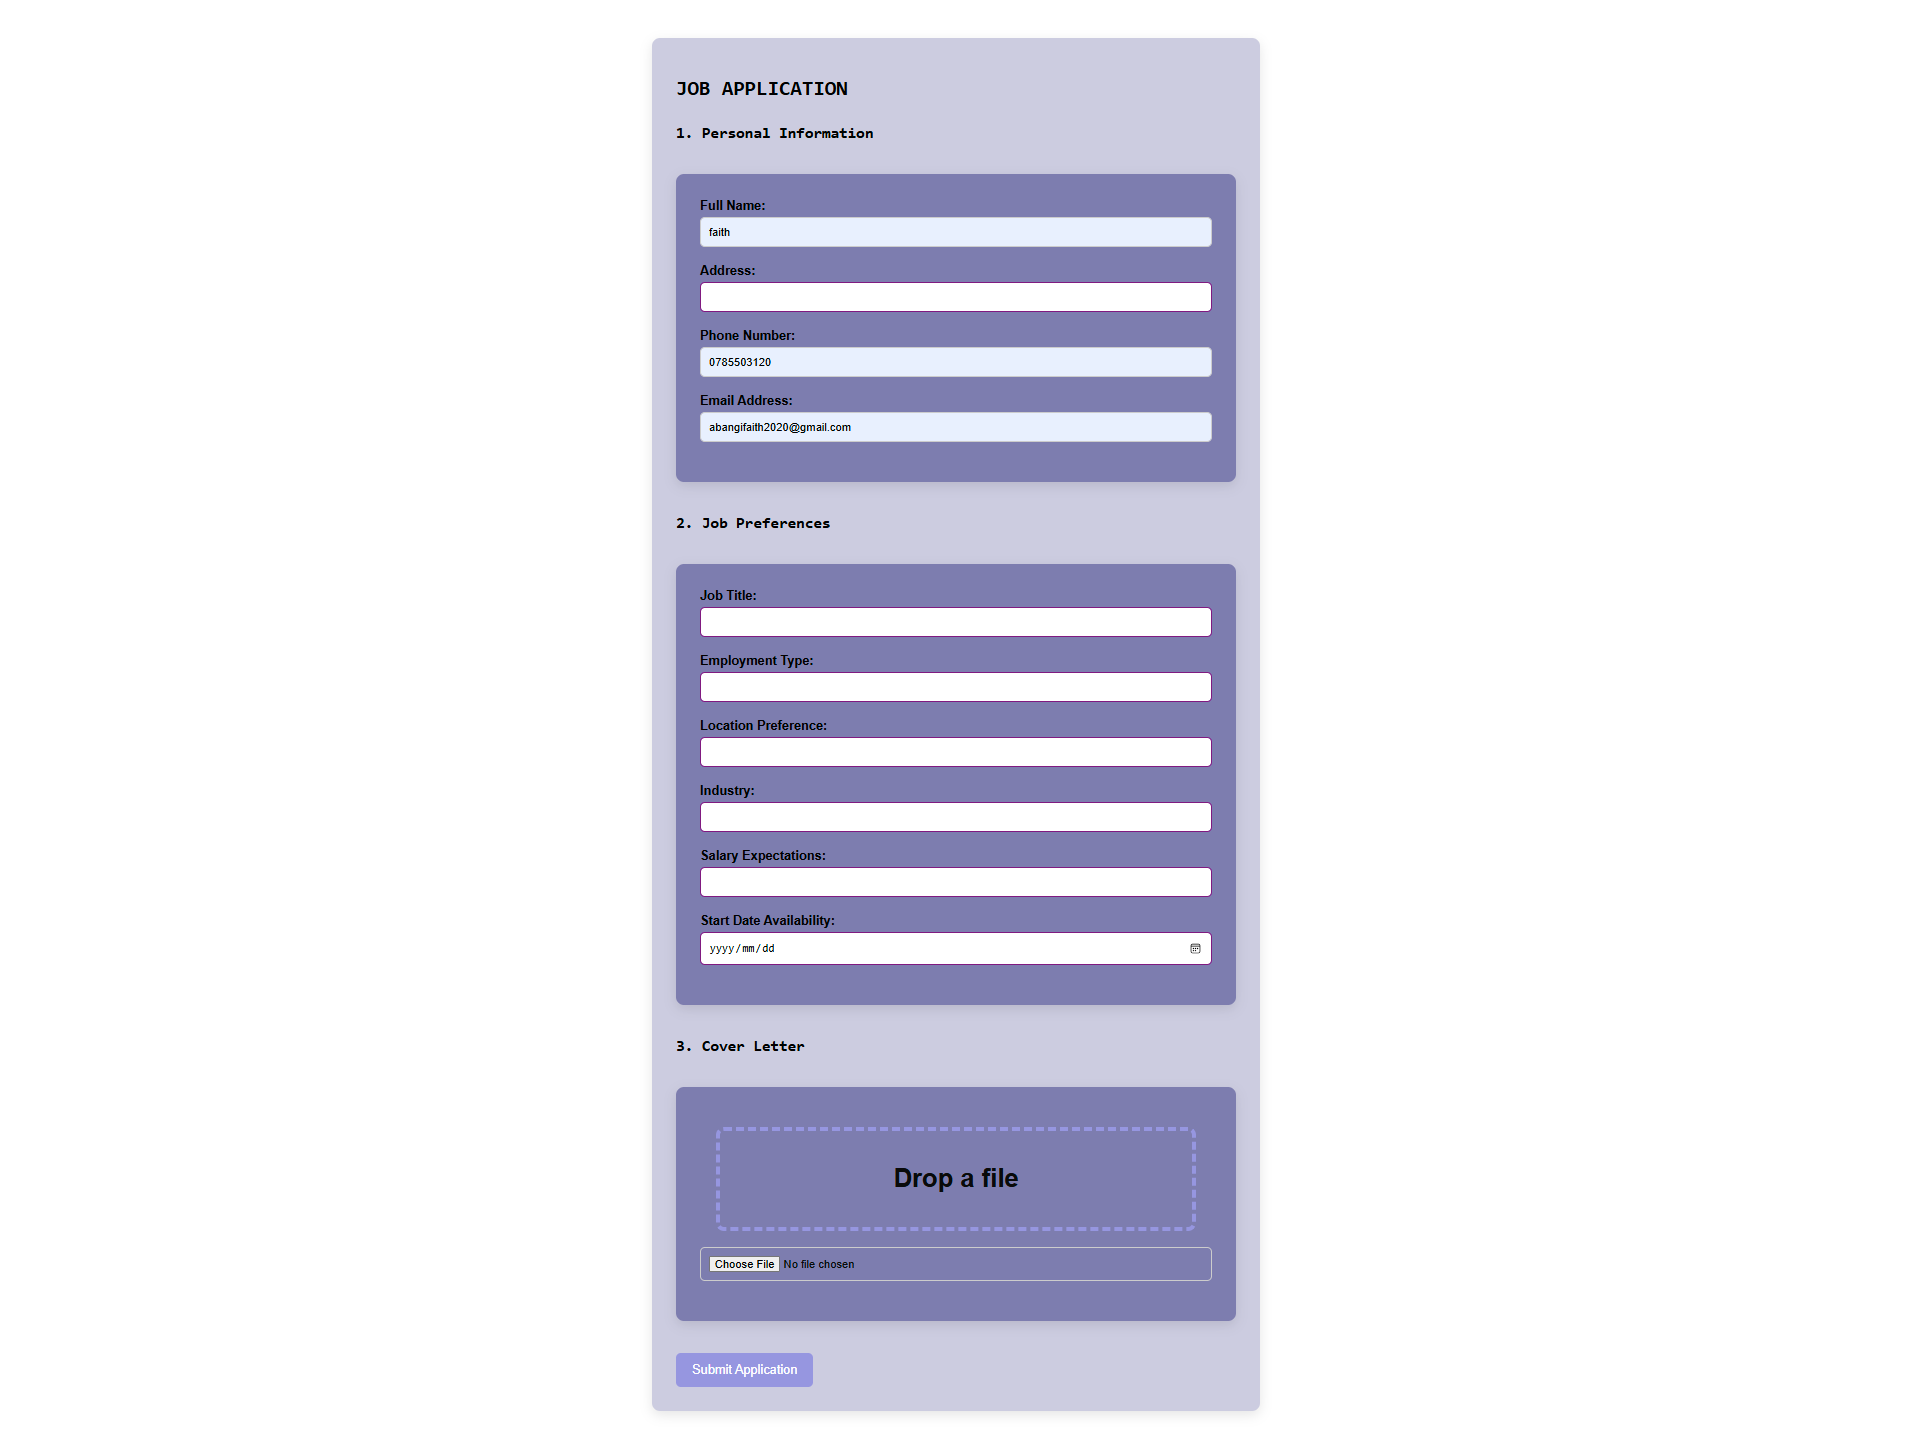 JOB APPLICATION
1. Personal Information
Full Name:
faith
Address:
Phone Number:
0785503120
Email Address:
abangifaith2020@gmail.com
2. Job Preferences
Job Title:
Employment Type:
Location Preference:
Industry:
Salary Expectations:
Start Date Availability:
yyyy/mm/dd
3. Cover Letter
Drop a file
Choose File No file chosen
Submit Application